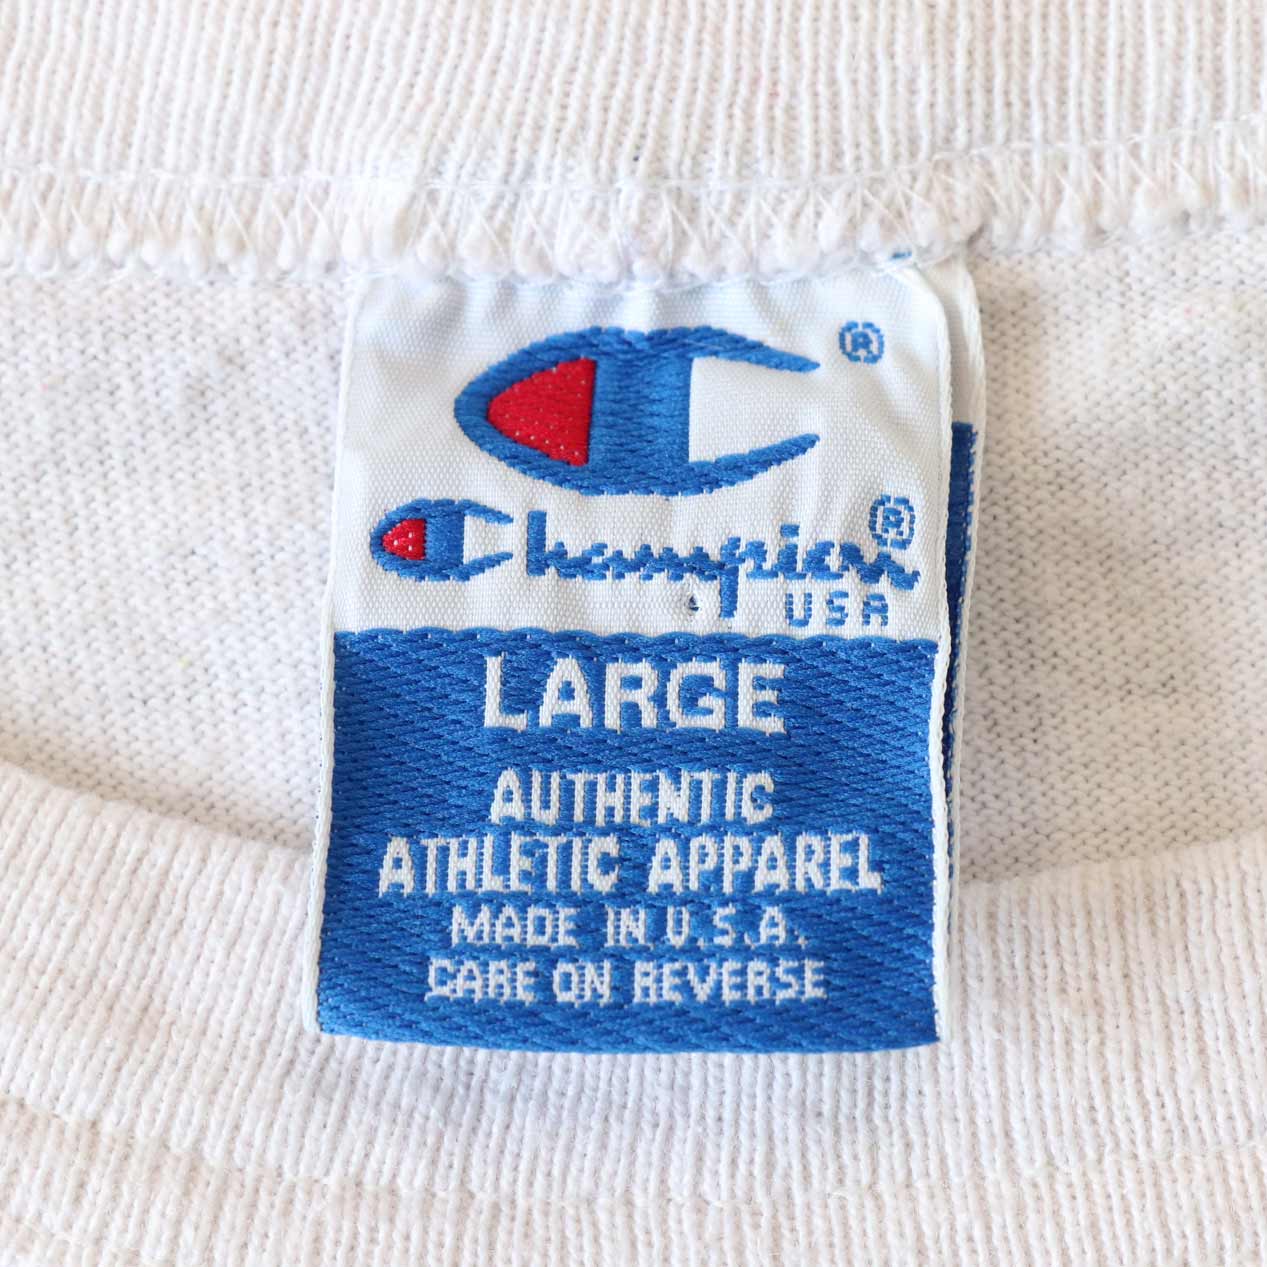 ®
Champion®
USA
LARGE
AUTHENTIC
ATHLETIC APPAREL
MADE IN U.S.A.
CARE ON REVERSE